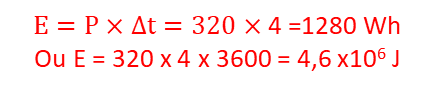 E = P × Δt = 320 × 4 =1280 Wh
Ou E = 320 x 4 x 3600 = 4,6 x10⁶ J